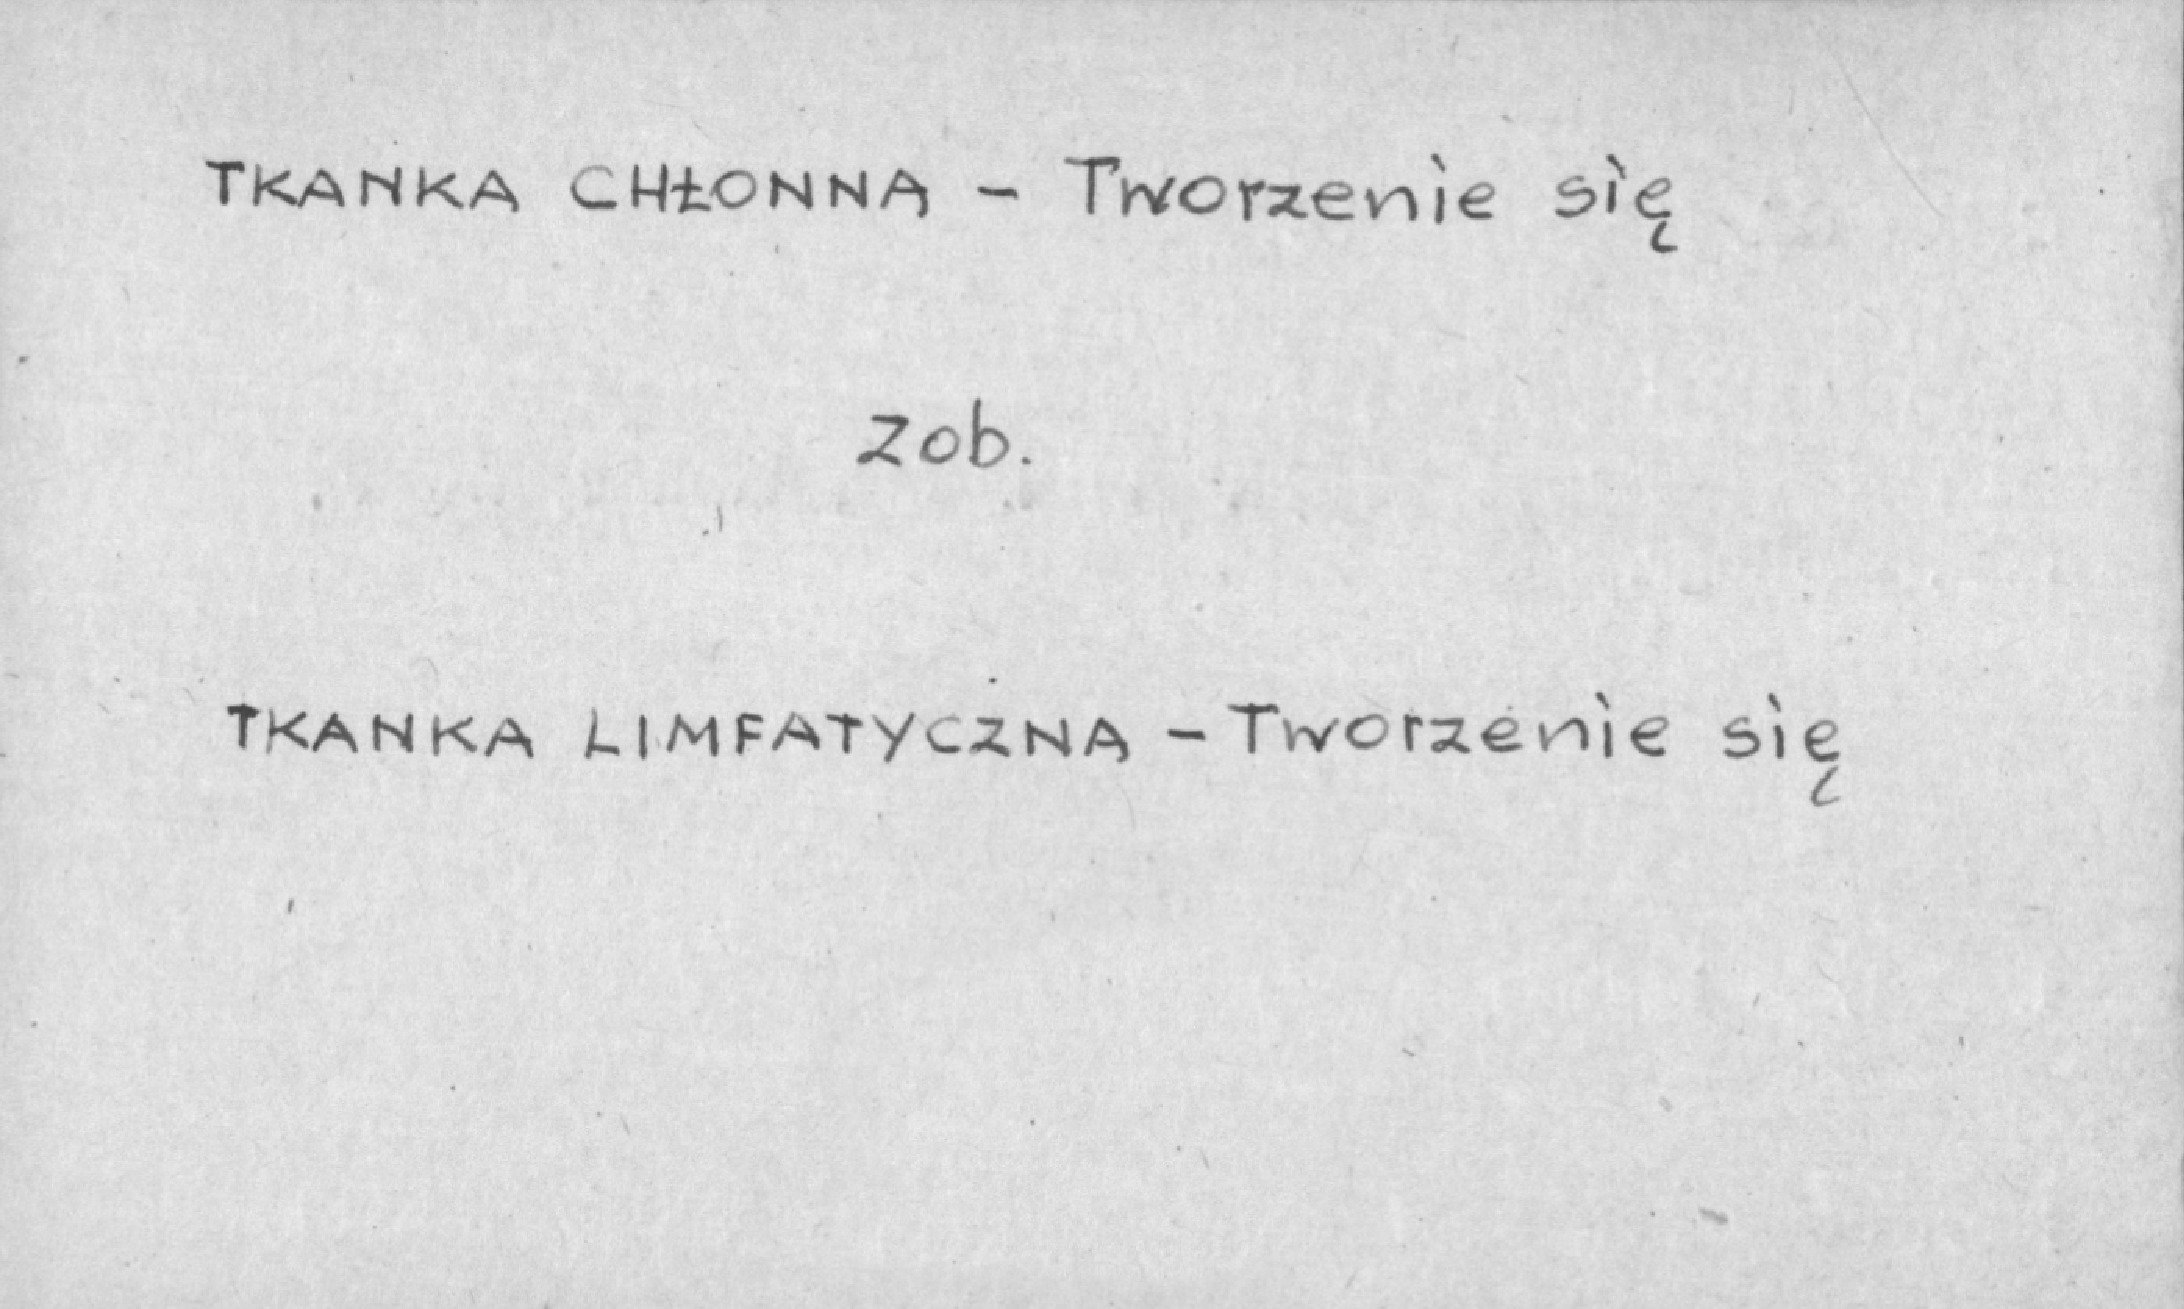 TKANKA CHŁONNA - Tworzenie się
zob.
TKANKA LIMFATYCZNA - Tworzenie się